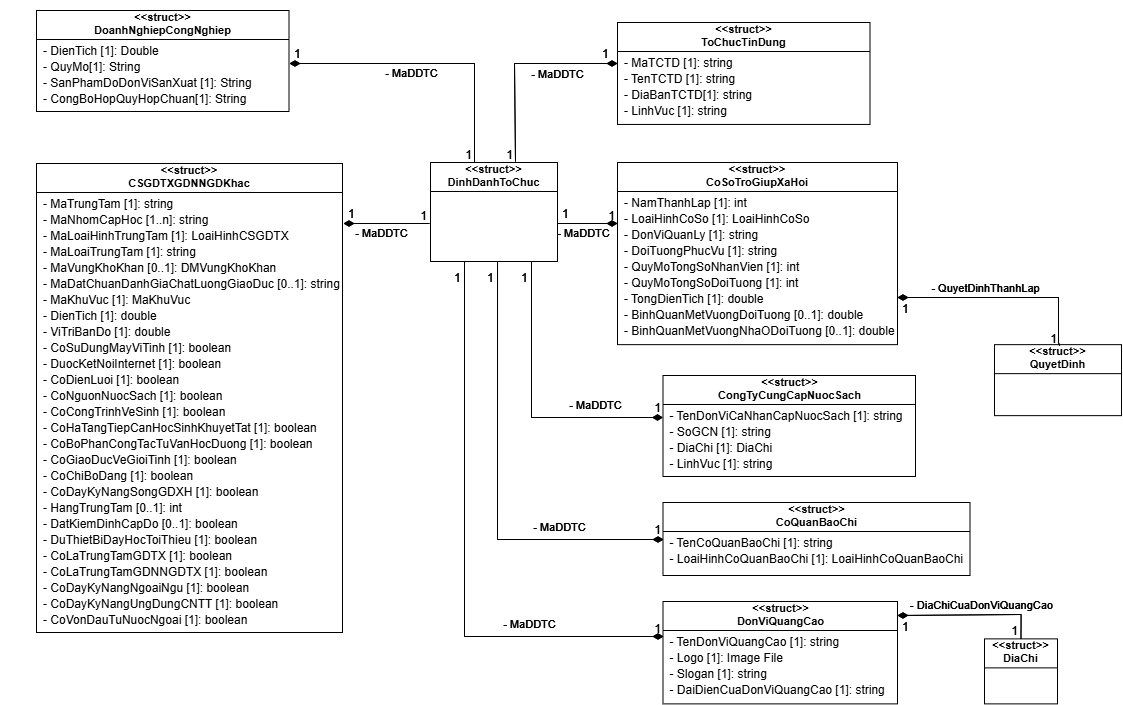 <<struct>>
DoanhNghiepCongNghiep
- DienTich [1]: Double
- QuyMo[1]: String
- SanPhamDoDonViSanXuat [1]: String
- CongBoHopQuyHopChuan[1]: String
1
- MaDDTC
1
<<struct>>
ToChucTinDung
- MaTCTD [1]: string
- TenTCTD [1]: string
- DiaBanTCTD[1]: string
- LinhVuc [1]: string
1
- MaDDTC
1
<<struct>>
CSGDTXGDNNGDKhac
- MaTrungTam [1]: string
- MaNhomCapHoc [1..n]: string
- MaLoaiHinhTrungTam [1]: LoaiHinhCSGDTX
- MaLoaiTrungTam [1]: string
- MaVungKhoKhan [0..1]: DMVungKhoKhan
- MaDatChuanDanhGiaChatLuongGiaoDuc [0..1]: string
- MaKhuVuc [1]: MaKhuVuc
- DienTich [1]: double
- ViTriBanDo [1]: double
- CoSuDungMayViTinh [1]: boolean
- DuocKetNoiInternet [1]: boolean
- CoDienLuoi [1]: boolean
- CoNguonNuocSach [1]: boolean
- CoCongTrinhVeSinh [1]: boolean
- CoHaTangTiepCanHocSinhKhuyetTat [1]: boolean
- CoBoPhanCongTacTuVanHocDuong [1]: boolean
- CoGiaoDucVeGioiTinh [1]: boolean
- CoChiBoDang [1]: boolean
- CoDayKyNangSongGDXH [1]: boolean
- HangTrungTam [0..1]: int
- DatKiemDinhCapDo [0..1]: boolean
- DuThietBiDayHocToiThieu [1]: boolean
- CoLaTrungTamGDTX [1]: boolean
- CoLaTrungTamGDNNGDTX [1]: boolean
- CoDayKyNangNgoaiNgu [1]: boolean
- CoDayKyNangUngDungCNTT [1]: boolean
- CoVonDauTuNuocNgoai [1]: boolean
1
- MaDDTC
1
<<struct>>
DinhDanhToChuc
1
- MaDDTC
1
<<struct>>
CoSoTroGiupXaHoi
- NamThanhLap [1]: int
- LoaiHinhCoSo [1]: LoaiHinhCoSo
- DonViQuanLy [1]: string
- DoiTuongPhucVu [1]: string
- QuyMoTongSoNhanVien [1]: int
- QuyMoTongSoDoiTuong [1]: int
- TongDienTich [1]: double
- BinhQuanMetVuongDoiTuong [0..1]: double
- BinhQuanMetVuongNhaODoiTuong [0..1]: double
- QuyetDinhThanhLap
1
1
<<struct>>
QuyetDinh
1
1
1
- MaDDTC
1
<<struct>>
CongTyCungCapNuocSach
- TenDonViCaNhanCapNuocSach [1]: string
- SoGCN [1]: string
- DiaChi [1]: DiaChi
- LinhVuc [1]: string
- MaDDTC
1
<<struct>>
CoQuanBaoChi
- TenCoQuanBaoChi [1]: string
- LoaiHinhCoQuanBaoChi [1]: LoaiHinhCoQuanBaoChi
- MaDDTC
1
<<struct>>
DonViQuangCao
- TenDonViQuangCao [1]: string
- Logo [1]: Image File
- Slogan [1]: string
- DaiDienCuaDonViQuangCao [1]: string
- DiaChiCuaDonViQuangCao
1
1
<<struct>>
DiaChi